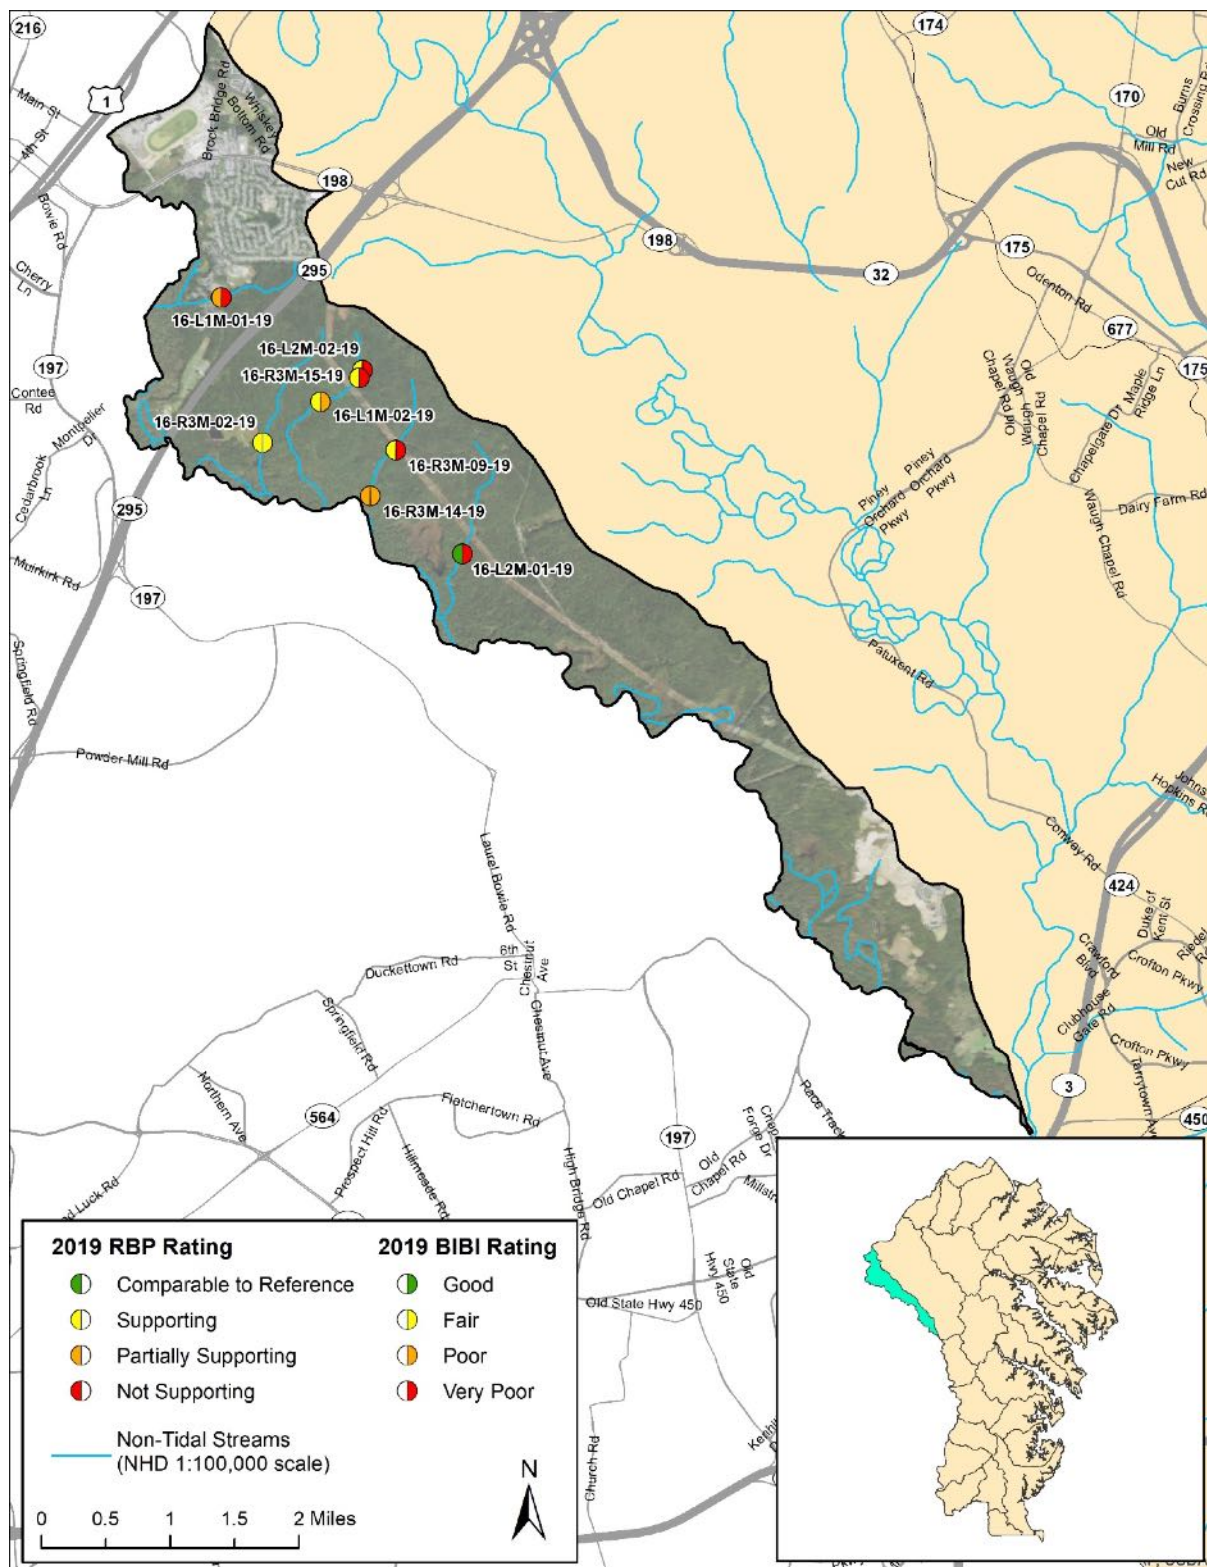 216
Main St
4th St
1
Brock Bridge Rd
Whiskey
Bottom Rd
174
170
Burns
Crossing Rd
Old
Mill Rd
New
Cut Rd
198
198
32
175
Odenton Rd
677
175
Bowie Rd
Cherry
Ln
295
16-L1M-01-19
197
Contee
Rd
Montpelier
Dr
Cedarbrook
Ln
16-L2M-02-19
16-R3M-15-19
16-L1M-02-19
16-R3M-02-19
16-R3M-09-19
16-R3M-14-19
16-L2M-01-19
Old
Waugh
Chapel Rd
Old
Waugh
Chapel Rd
Chapelgate Dr
Maple
Ridge Ln
Piney
Orchard
Pkwy
Piney
Orchard
Pkwy
Dairy Farm Rd
Waugh Chapel Rd
295
Muirkirk Rd
197
Springfield Rd
Powder Mill Rd
Patuxent Rd
Johns
Hopkins Rd
Conway Rd
424
Duke of
Kent St
Riedel
Crawford
Blvd
Crofton Pkwy
Clubhouse
Gate Rd
Crofton Pkwy
Tarrytown Ave
3
450
Laurel Bowie Rd
Duckettown Rd
6th
St
Chestnut
Ave
Chestnut Ave
Springfield Rd
Northern Ave
564
Prospect Hill Rd
Fletchertown Rd
Hillmeade Rd
High Bridge Rd
197
Race Track
Forge Dr
Old
Chapel Rd
Old Chapel Rd
Old
State
Hwy 450
Old State Hwy 450
Church Rd
Luck Rd
2019 RBP Rating
Comparable to Reference
Supporting
Partially Supporting
Not Supporting
2019 BIBI Rating
Good
Fair
Poor
Very Poor
Non-Tidal Streams
(NHD 1:100,000 scale)
N
0 0.5 1 1.5 2 Miles